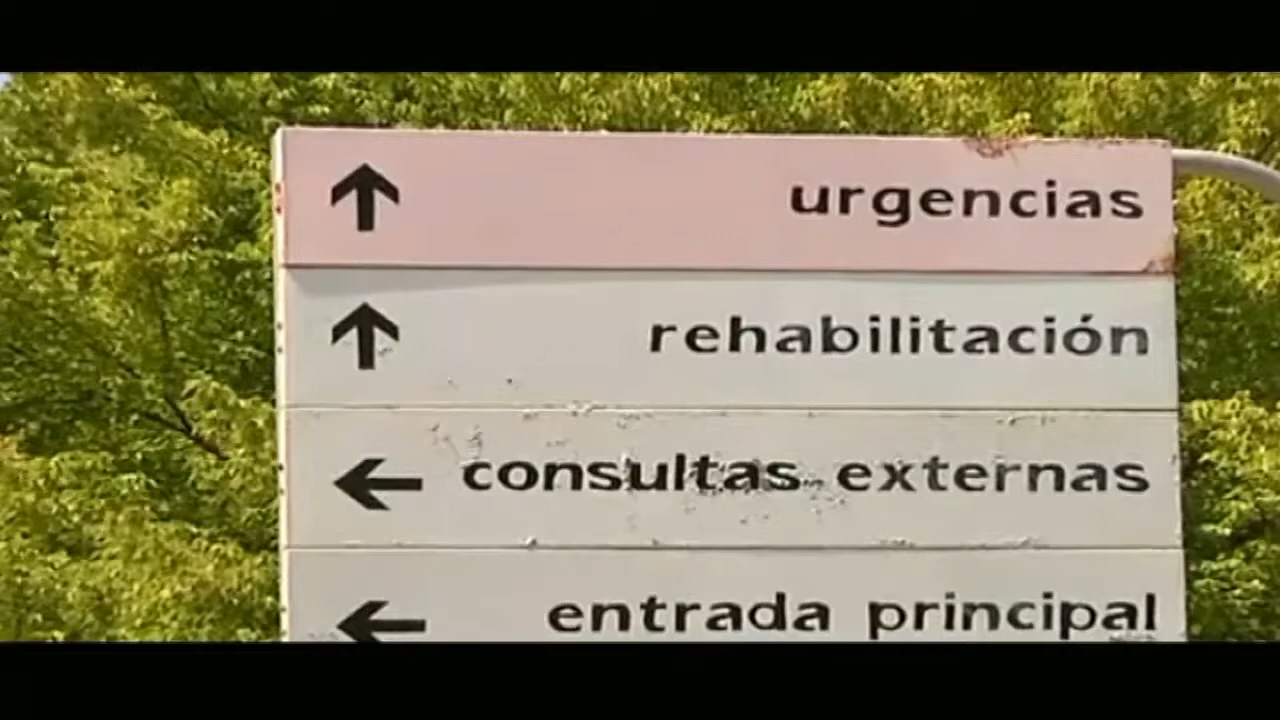 urgencias
rehabilitación
consultas externas
entrada principal